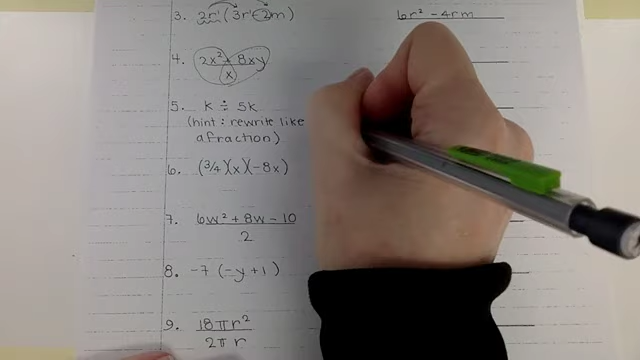 3. 2r(3r-2m) 6r² - 4rm
4. 2x² + 8xy
x
5. k ÷ 5k
(hint: rewrite like
a fraction)
6. (3/4)(x)(-8x)
7. 6w² + 8w - 10
2
8. -7(-y+1)
9. 18πr²
2πr